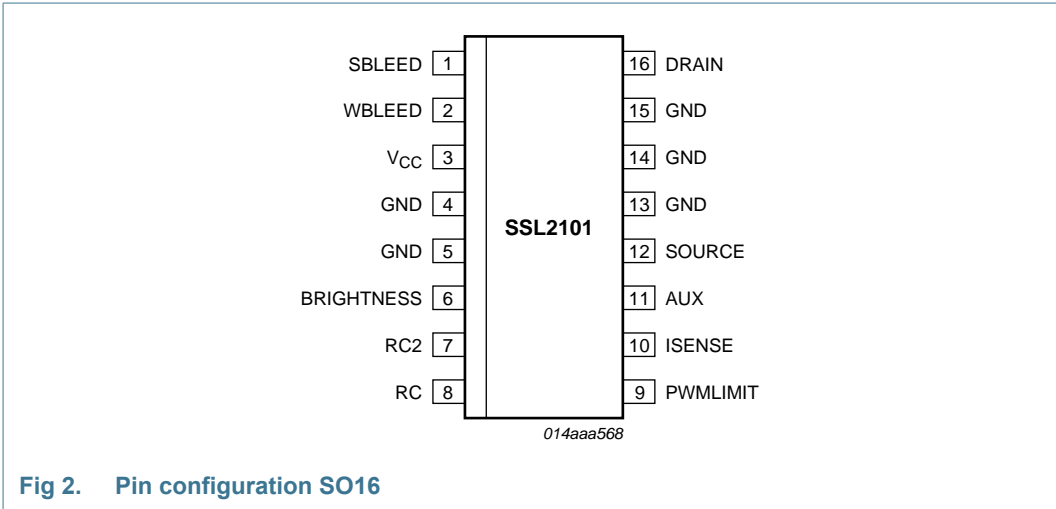 SBLEED 1
WBLEED 2
VCC 3
GND 4
GND 5
BRIGHTNESS 6
RC2 7
RC 8
SSL2101
16 DRAIN
15 GND
14 GND
13 GND
12 SOURCE
11 AUX
10 ISENSE
9 PWMLIMIT
014aaa568
Fig 2. Pin configuration SO16